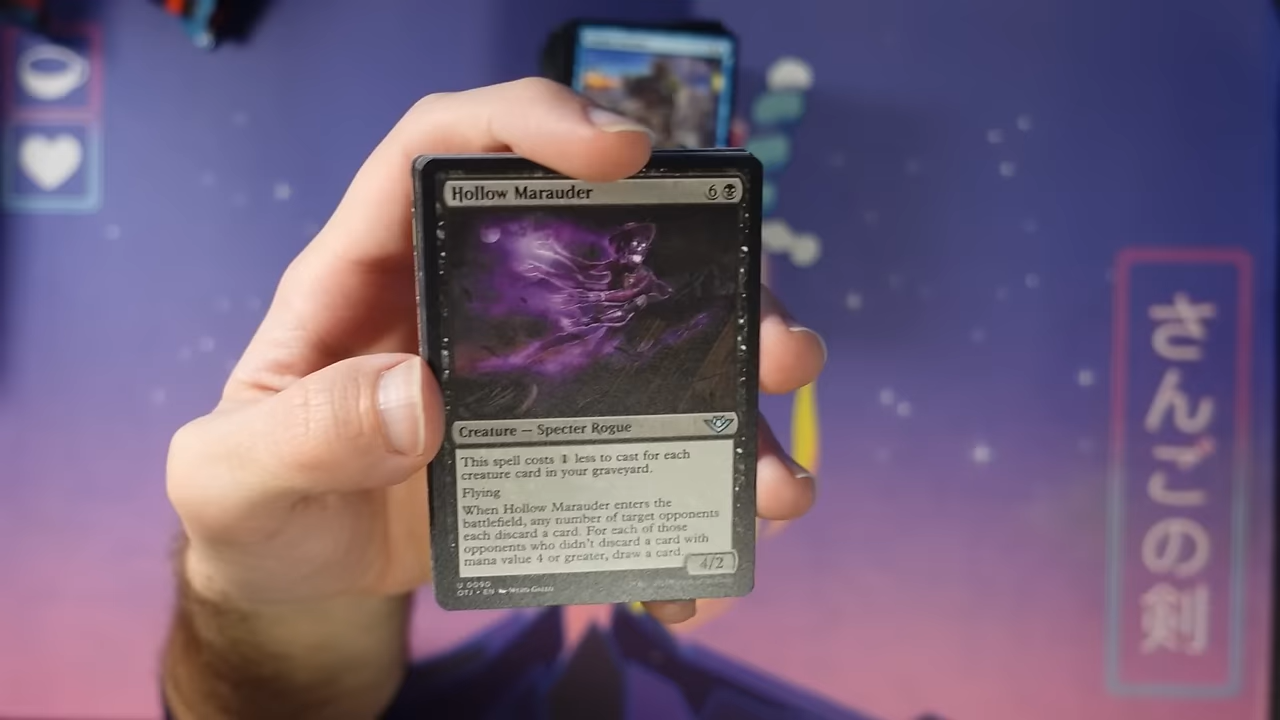 Hollow Marauder 6
Creature — Specter Rogue
This spell costs 1 less to cast for each
creature card in your graveyard.
Flying
When Hollow Marauder enters the
battlefield, any number of target opponents
each discard a card. For each of those
opponents who didn't discard a card with
mana value 4 or greater, draw a card.
4/2
U 0090
OTJ • EN
さんごの剣